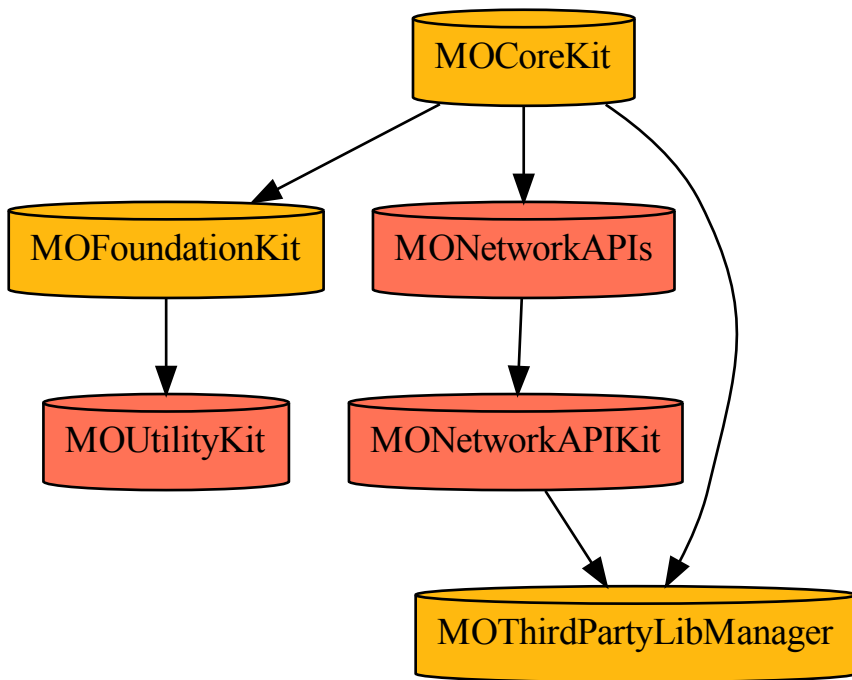 MOCoreKit
MOFoundationKit
MONetworkAPIs
MOUtilityKit
MONetworkAPIKit
MOThirdPartyLibManager